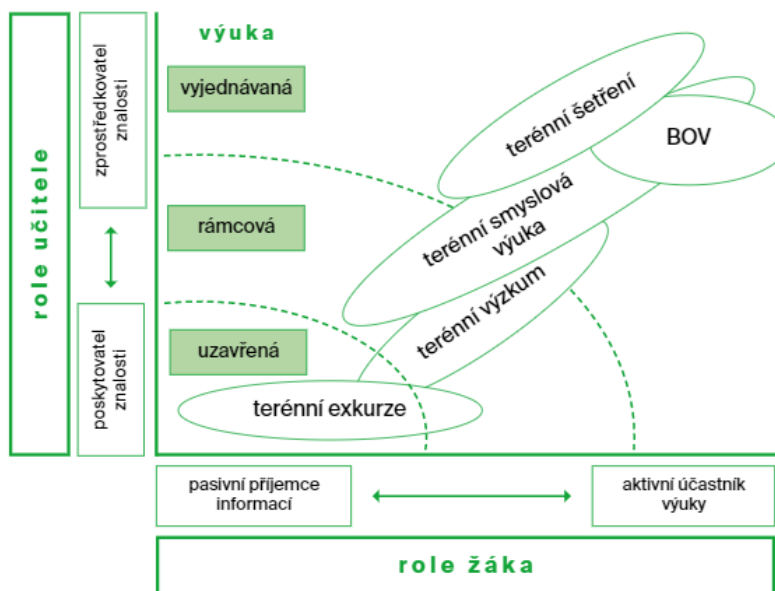 role učitele
zprostředkovatel
znalosti
poskytovatel
znalosti
výuka
vyjednávaná
rámcová
uzavřená
terénní šetření
BOV
terénní smyslová
výuka
terénní výzkum
terénní exkurze
pasivní příjemce
informací
aktivní účastník
výuky
role žáka